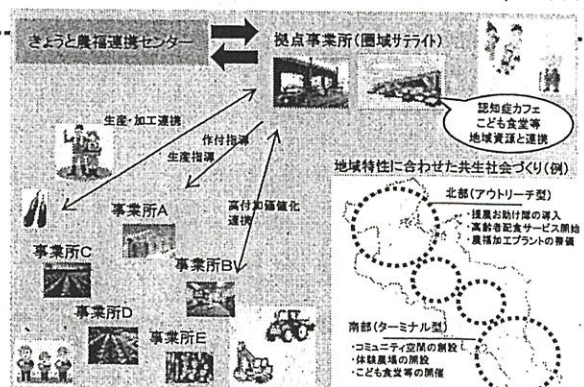 きょうと農福連携センター
拠点事業所(圏域サテライト)
認知症カフェ
こども食堂等
地域資源と連携
生産・加工連携
作付指導
生産指導
高付加価値化
連携
事業所A
事業所B
事業所C
事業所D
事業所E
地域特性に合わせた共生社会づくり(例)
北部(アウトリーチ型)
・援農お助け隊の導入
・高齢者配食サービス開始
・農福加工プラントの整備
南部(ターミナル型)
・コミュニティ空間の創設
・体験農場の開設
・こども食堂等の開催